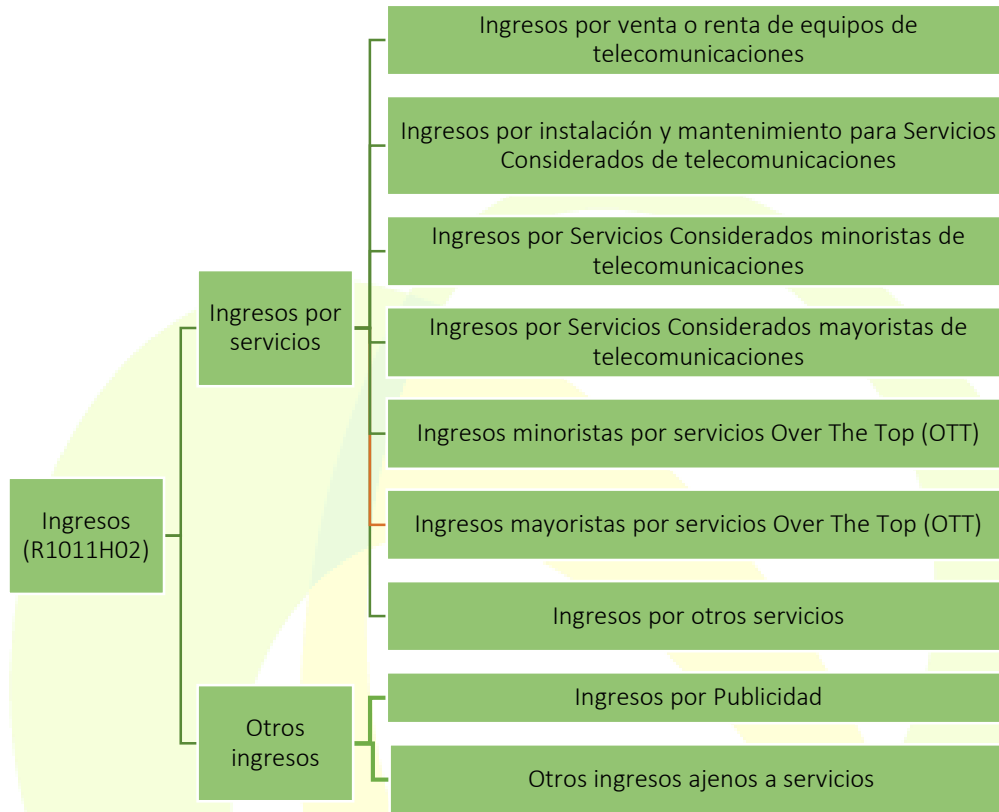 Ingresos por venta o renta de equipos de
telecomunicaciones
Ingresos por instalación y mantenimiento para Servicios
Considerados de telecomunicaciones
Ingresos por Servicios Considerados minoristas de
telecomunicaciones
Ingresos por
servicios
Ingresos por Servicios Considerados mayoristas de
telecomunicaciones
Ingresos minoristas por servicios Over The Top (OTT)
Ingresos
(R1011H02)
Ingresos mayoristas por servicios Over The Top (OTT)
Ingresos por otros servicios
Otros
ingresos
Ingresos por Publicidad
Otros ingresos ajenos a servicios